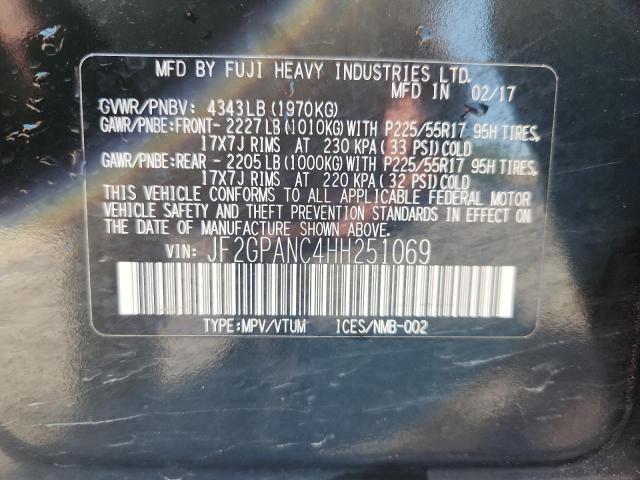 MFD BY FUJI HEAVY INDUSTRIES LTD.
MFD IN 02/17
GVWR/PNBV: 4343LB(1970KG)
GAWR/PNBE:FRONT- 2227LB(1010KG)WITH P225/55R17 95H TIRES,
17X7J RIMS AT 230 KPA(33 PSI)COLD
GAWR/PNBE:REAR - 2205LB(1000KG)WITH P225/55R17 95H TIRES,
17X7J RIMS AT 220 KPA(32 PSI)COLD
THIS VEHICLE CONFORMS TO ALL APPLICABLE FEDERAL MOTOR
VEHICLE SAFETY AND THEFT PREVENTION STANDARDS IN EFFECT ON
THE DATE OF MANUFACTURE SHOWN ABOVE.
VIN: JF2GPANC4HH251069
TYPE:MPV/VTUM ICES/NMB-002